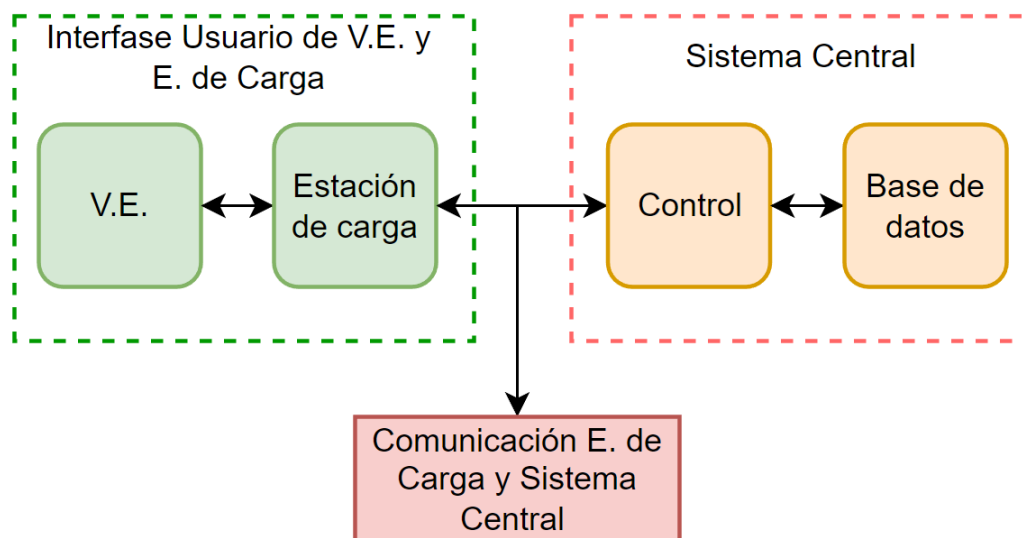 Interfase Usuario de V.E. y
E. de Carga
Sistema Central
V.E.
Estación
de carga
Control
Base de
datos
Comunicación E. de
Carga y Sistema
Central